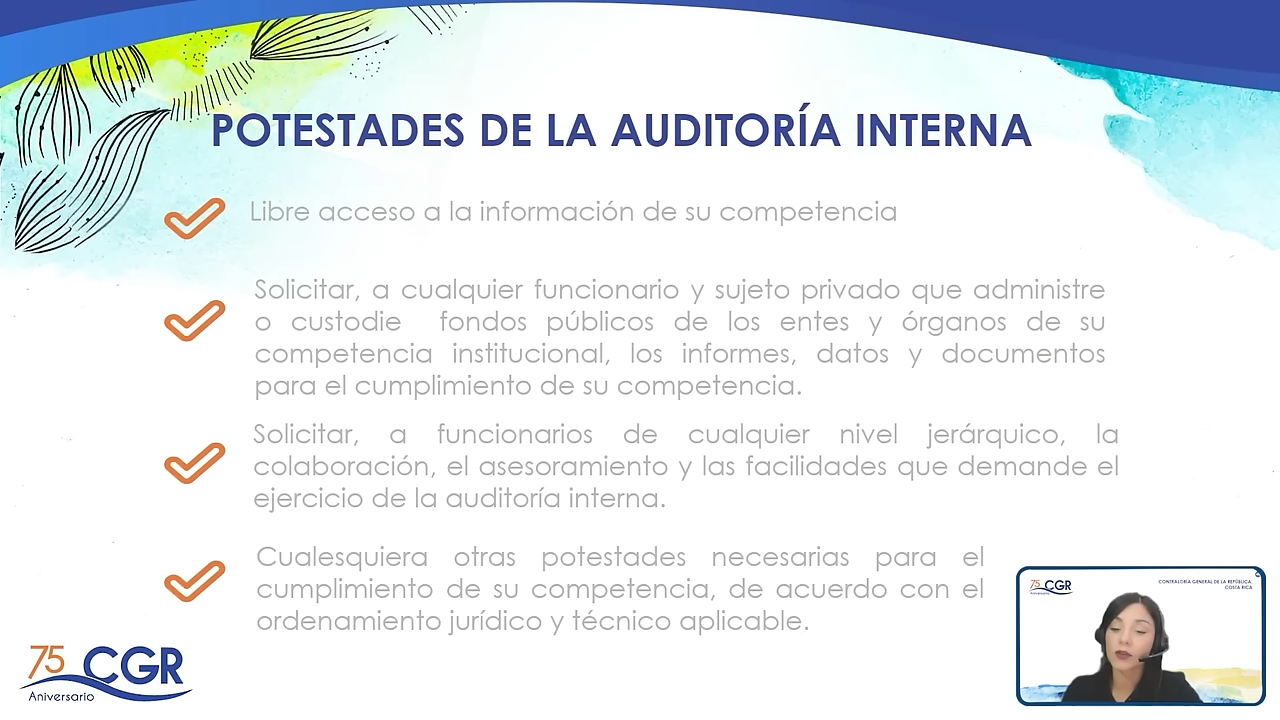 POTESTADES DE LA AUDITORÍA INTERNA
Libre acceso a la información de su competencia
Solicitar, a cualquier funcionario y sujeto privado que administre
o custodie fondos públicos de los entes y órganos de su
competencia institucional, los informes, datos y documentos
para el cumplimiento de su competencia.
Solicitar, a funcionarios de cualquier nivel jerárquico, la
colaboración, el asesoramiento y las facilidades que demande el
ejercicio de la auditoría interna.
Cualesquiera otras potestades necesarias para el
cumplimiento de su competencia, de acuerdo con el
ordenamiento jurídico y técnico aplicable.
75 CGR
Aniversario
75 CGR
Aniversario
CONTRALORÍA GENERAL DE LA REPÚBLICA,
COSTA RICA